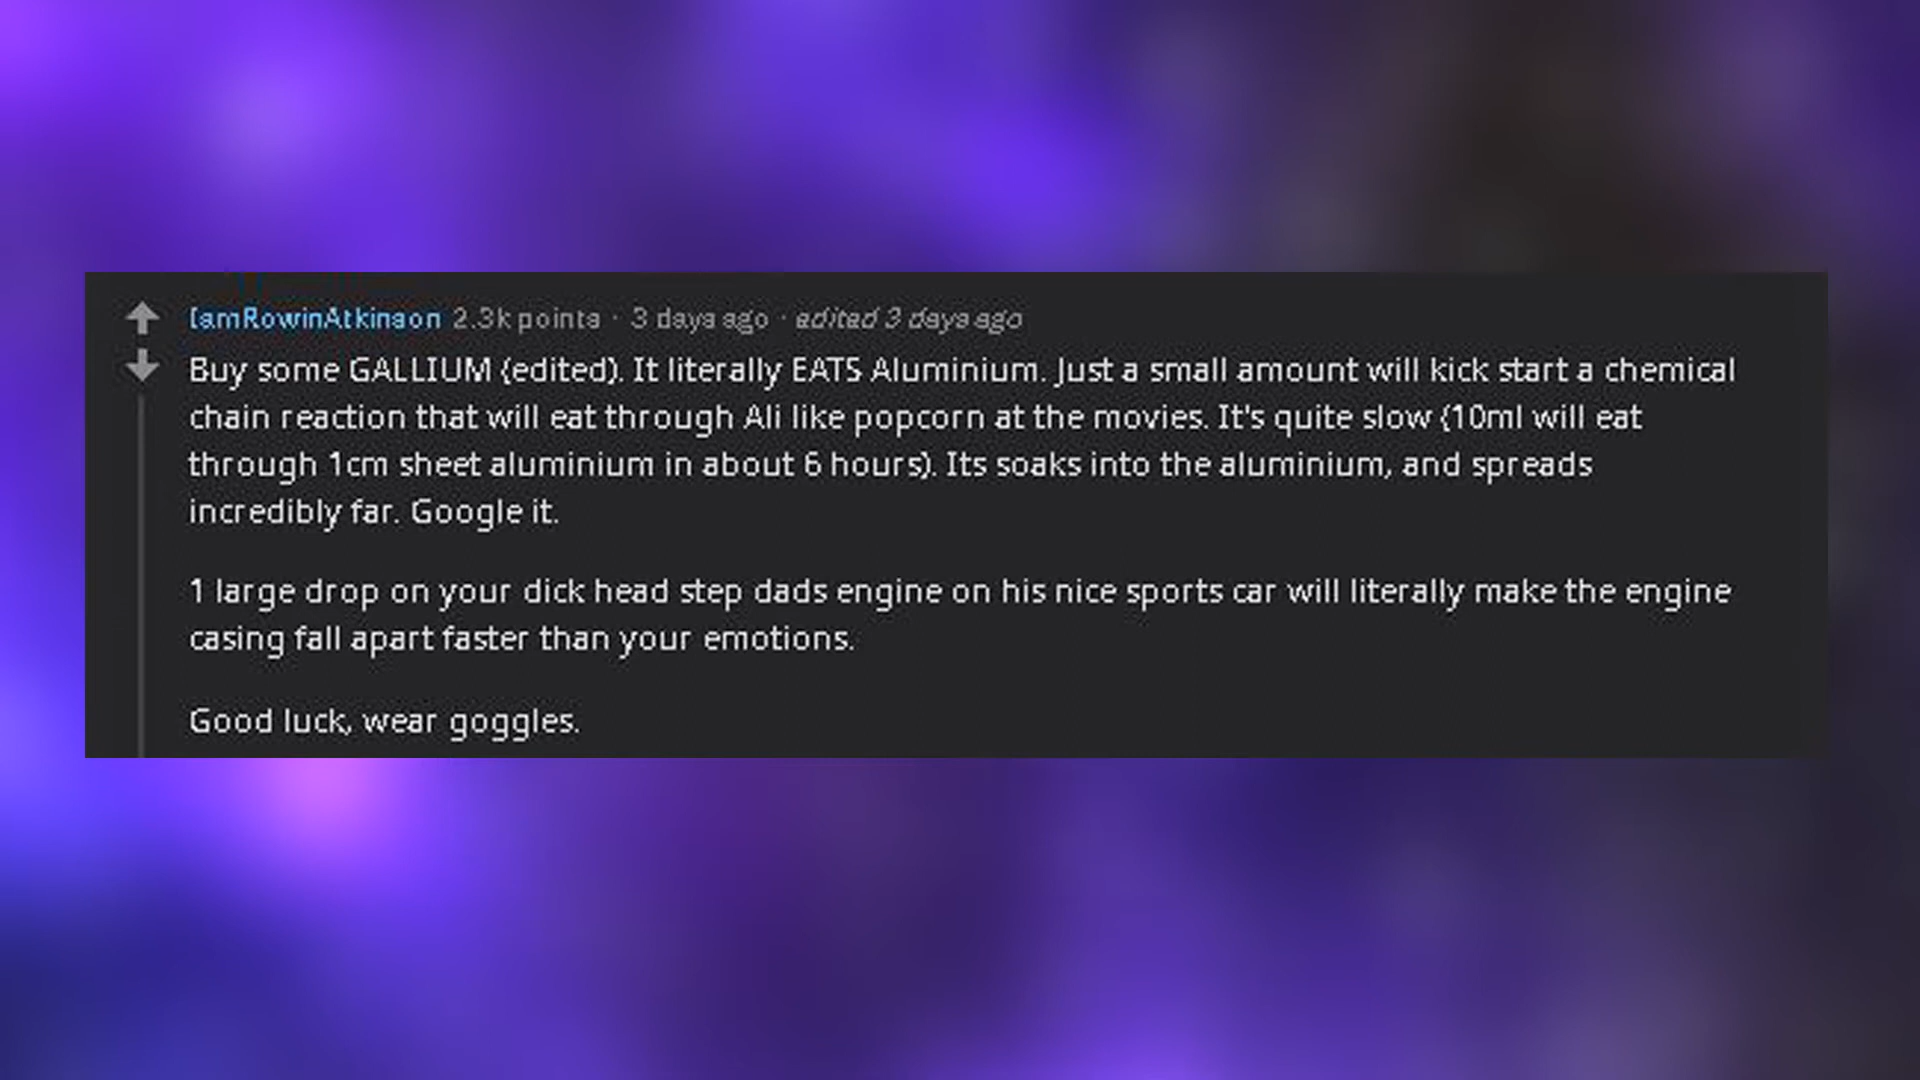 IamRowinAtkinson 2.3k points · 3 days ago · edited 3 days ago
Buy some GALLIUM (edited). It literally EATS Aluminium. Just a small amount will kick start a chemical
chain reaction that will eat through Ali like popcorn at the movies. It's quite slow (10ml will eat
through 1cm sheet aluminium in about 6 hours). Its soaks into the aluminium, and spreads
incredibly far. Google it.
1 large drop on your dick head step dads engine on his nice sports car will literally make the engine
casing fall apart faster than your emotions.
Good luck, wear goggles.